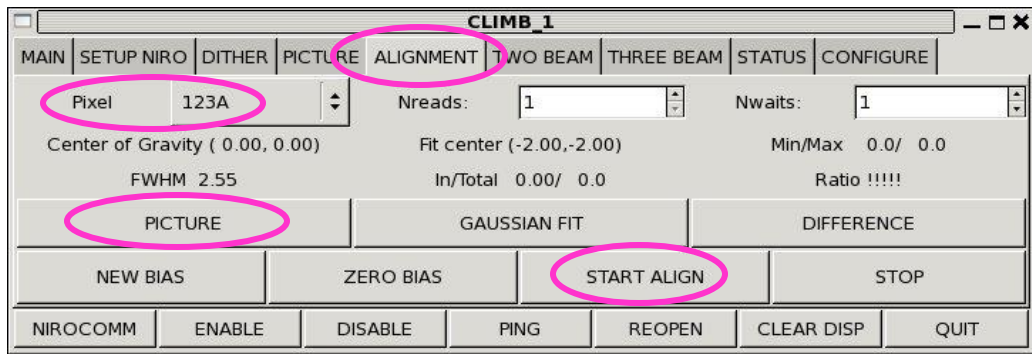 CLIMB_1
MAIN SETUP NIRO DITHER PICTURE ALIGNMENT TWO BEAM THREE BEAM STATUS CONFIGURE
Pixel 123A Nreads: 1 Nwaits: 1
Center of Gravity ( 0.00, 0.00) Fit center (-2.00,-2.00) Min/Max 0.0/ 0.0
FWHM 2.55 In/Total 0.00/ 0.0 Ratio !!!!!
PICTURE GAUSSIAN FIT DIFFERENCE
NEW BIAS ZERO BIAS START ALIGN STOP
NIROCOMM ENABLE DISABLE PING REOPEN CLEAR DISP QUIT